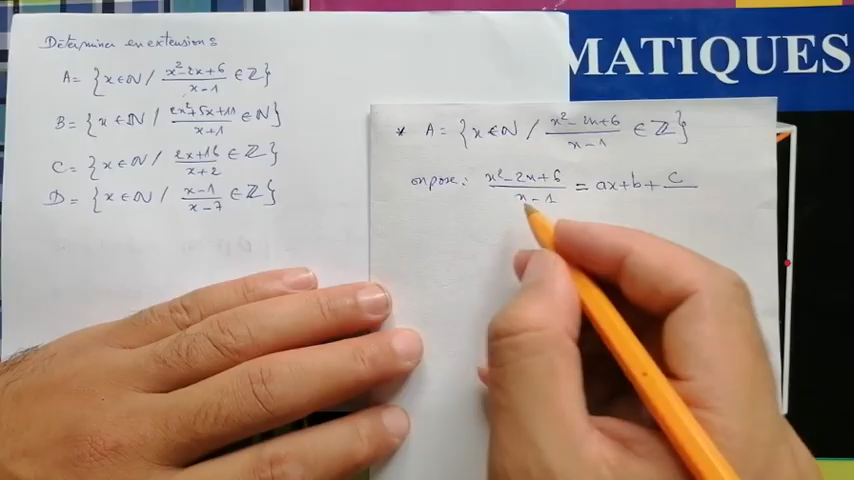 Déterminer en extensions
A = {x ∈ ℕ / x²-2x+6 / x-1 ∈ ℤ}
B = {x ∈ ℕ / 2x²+5x+11 / x+1 ∈ ℕ}
C = {x ∈ ℕ / 2x+16 / x+2 ∈ ℤ}
D = {x ∈ ℕ / x-1 / x-7 ∈ ℤ}
MATIQUES
* A = {x ∈ ℕ / x²-2x+6 / x-1 ∈ ℤ}
on pose: x²-2x+6 / x-1 = ax+b+ c /